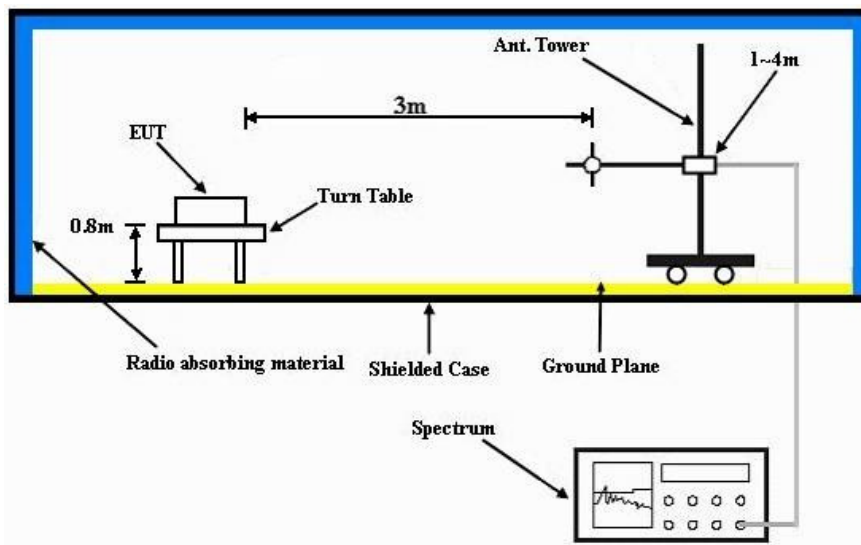 Ant. Tower
1~4m
3m
EUT
Turn Table
0.8m
Radio absorbing material
Shielded Case
Ground Plane
Spectrum